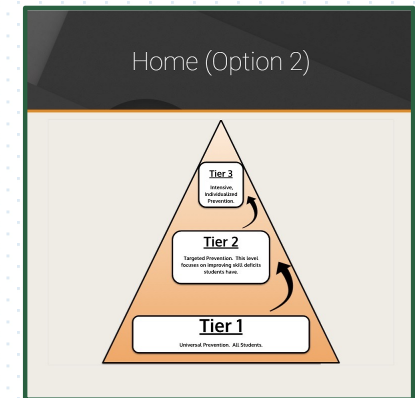 Home (Option 2)
Tier 3
Intensive,
Individualized
Prevention.
Tier 2
Targeted Prevention. This level
focuses on improving skill deficits
students have.
Tier 1
Universal Prevention. All Students.